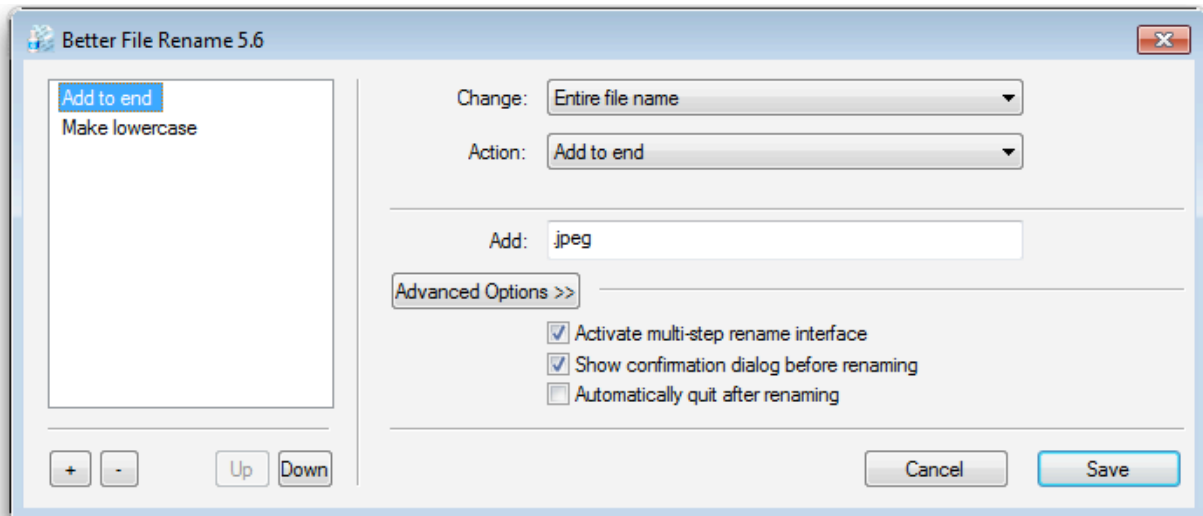 Better File Rename 5.6
Add to end
Make lowercase
+ - Up Down
Change: Entire file name
Action: Add to end
Add: .jpeg
Advanced Options >>
Activate multi-step rename interface
Show confirmation dialog before renaming
Automatically quit after renaming
Cancel Save